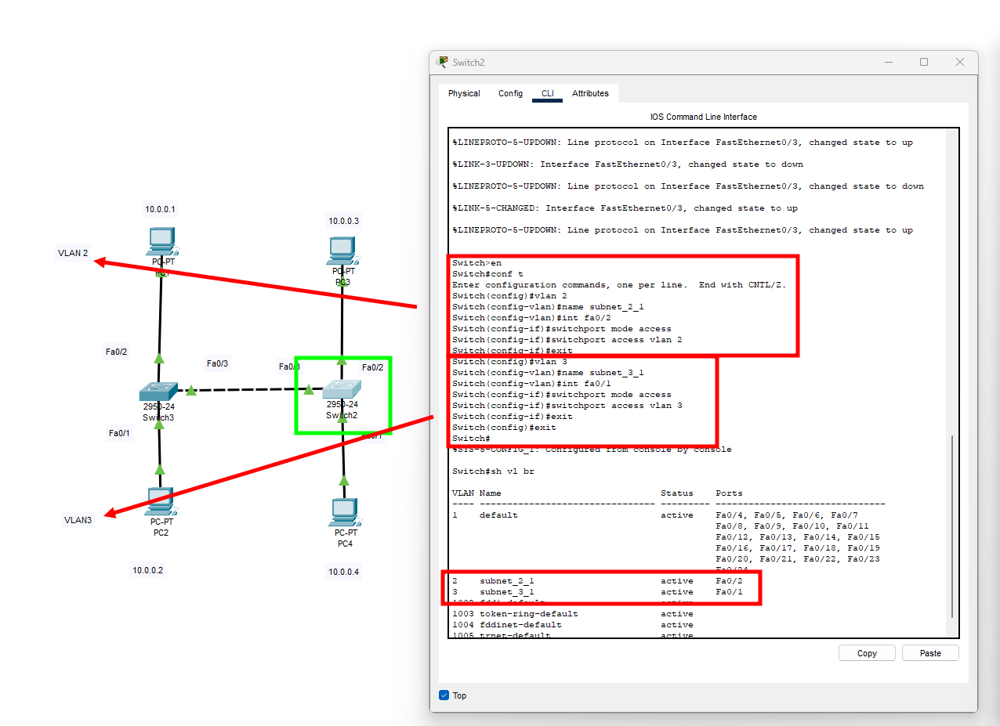 Switch2
Physical Config CLI Attributes
IOS Command Line Interface
%LINEPROTO-5-UPDOWN: Line protocol on Interface FastEthernet0/3, changed state to up
%LINK-3-UPDOWN: Interface FastEthernet0/3, changed state to down
%LINEPROTO-5-UPDOWN: Line protocol on Interface FastEthernet0/3, changed state to down
%LINK-5-CHANGED: Interface FastEthernet0/3, changed state to up
%LINEPROTO-5-UPDOWN: Line protocol on Interface FastEthernet0/3, changed state to up
Switch>en
Switch#conf t
Enter configuration commands, one per line.  End with CNTL/Z.
Switch(config)#vlan 2
Switch(config-vlan)#name subnet_2_1
Switch(config-vlan)#int fa0/2
Switch(config-if)#switchport mode access
Switch(config-if)#switchport access vlan 2
Switch(config-if)#exit
Switch(config)#vlan 3
Switch(config-vlan)#name subnet_3_1
Switch(config-vlan)#int fa0/1
Switch(config-if)#switchport mode access
Switch(config-if)#switchport access vlan 3
Switch(config-if)#exit
Switch(config)#exit
Switch#
%SYS-5-CONFIG_I: Configured from console by console
Switch#sh vl br
VLAN Name Status Ports
---- -------------------------------- --------- -------------------------------
1 default active Fa0/4, Fa0/5, Fa0/6, Fa0/7
Fa0/8, Fa0/9, Fa0/10, Fa0/11
Fa0/12, Fa0/13, Fa0/14, Fa0/15
Fa0/16, Fa0/17, Fa0/18, Fa0/19
Fa0/20, Fa0/21, Fa0/22, Fa0/23
Fa0/24
2 subnet_2_1 active Fa0/2
3 subnet_3_1 active Fa0/1
1002 fddi-default active
1003 token-ring-default active
1004 fddinet-default active
1005 trnet-default active
Copy Paste
Top
10.0.0.1
10.0.0.3
VLAN 2
PC-PT
PC1
PC-PT
PC3
Fa0/2
Fa0/3
Fa0/3
Fa0/2
2950-24
Switch3
2950-24
Switch2
Fa0/1
Fa0/1
VLAN3
PC-PT
PC2
PC-PT
PC4
10.0.0.2
10.0.0.4